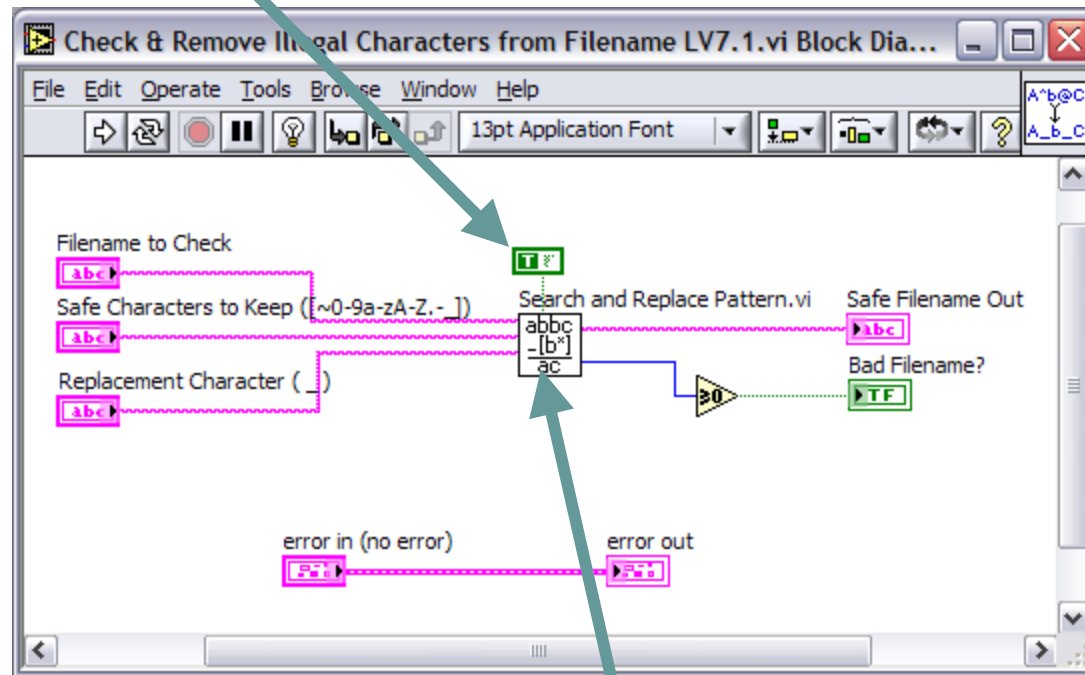 Check & Remove Illegal Characters from Filename LV7.1.vi Block Dia...
File Edit Operate Tools Browse Window Help
A^b@C
A_b_C
13pt Application Font
?
Filename to Check
abc
Safe Characters to Keep ([~0-9a-zA-Z.-_])
abc
Replacement Character ( _)
abc
T
Search and Replace Pattern.vi
abbc
-[b*]
ac
Safe Filename Out
abc
Bad Filename?
≥0
TF
error in (no error)
error out